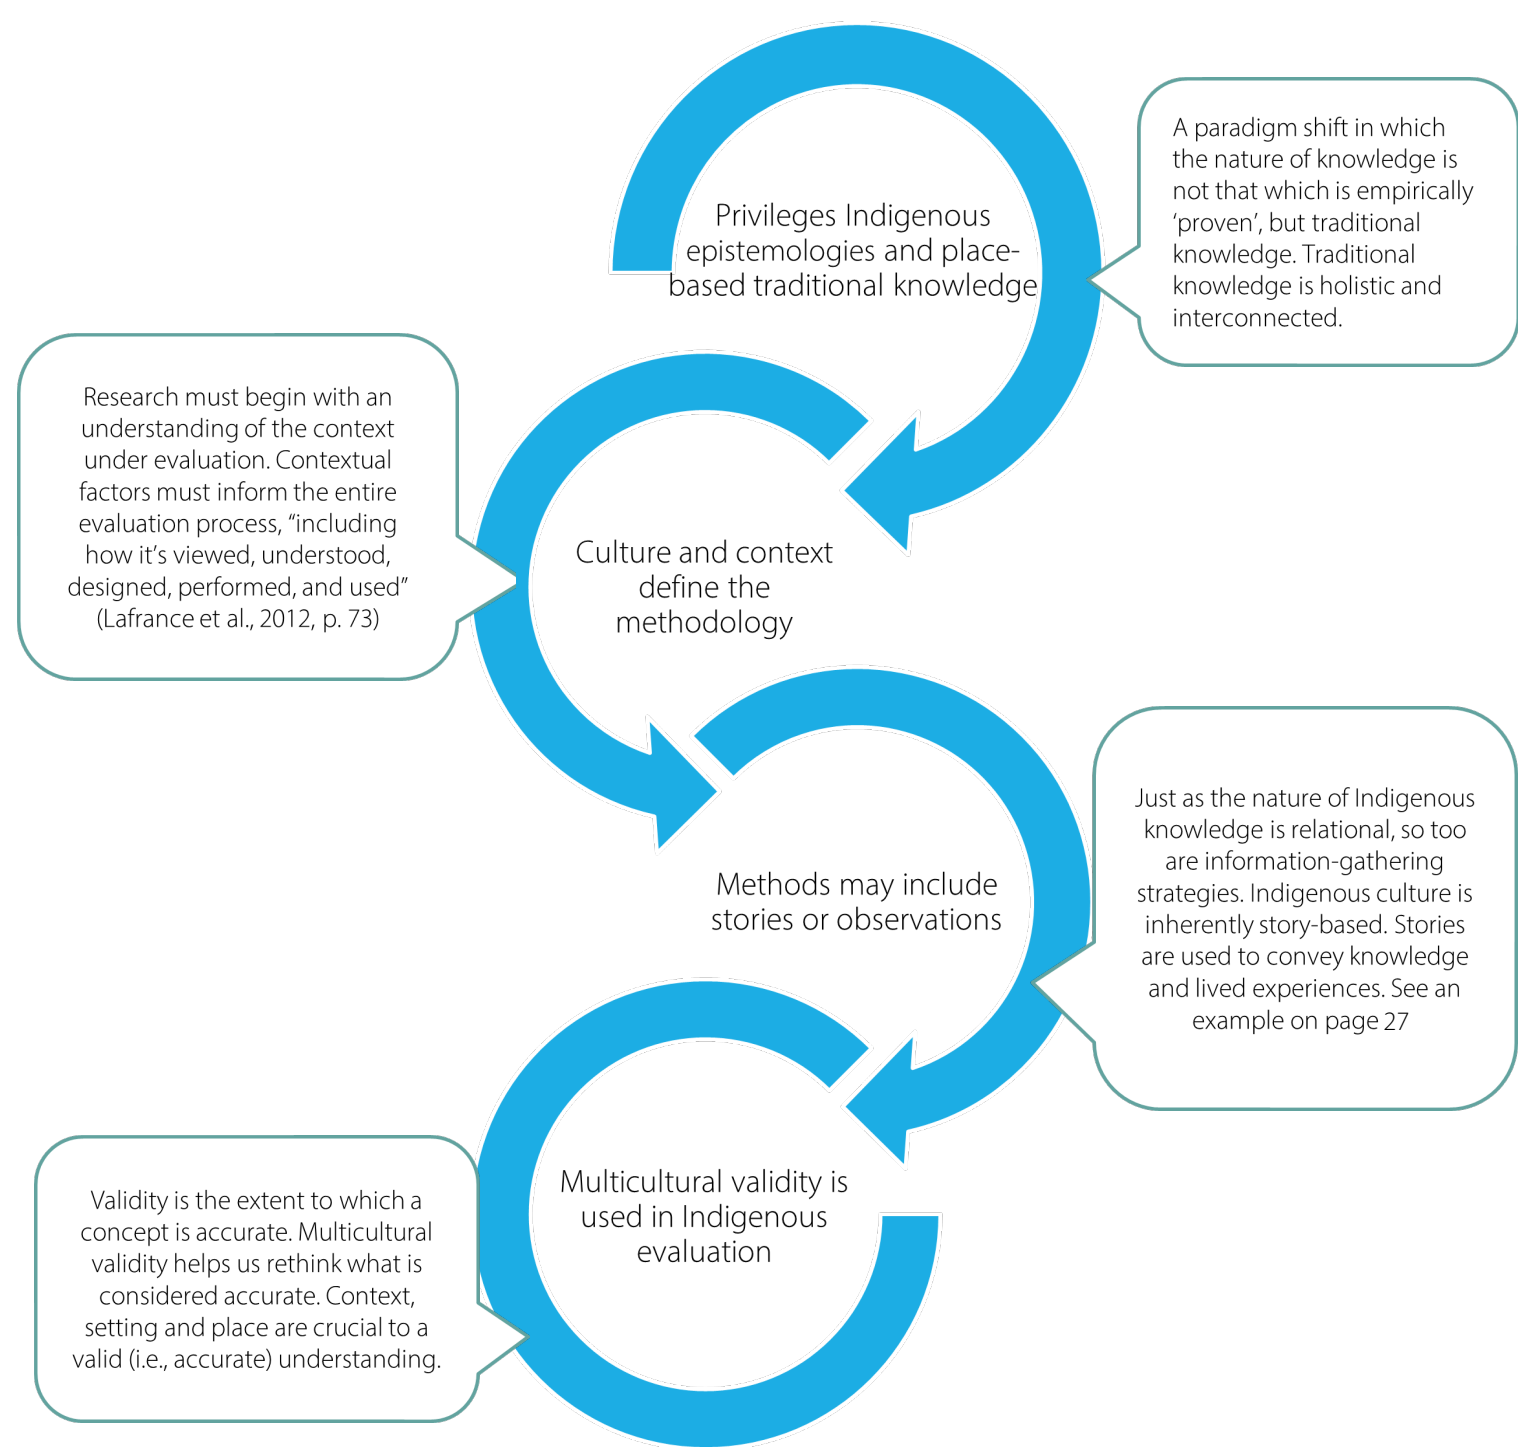 Privileges Indigenous
epistemologies and place-
based traditional knowledge
A paradigm shift in which
the nature of knowledge is
not that which is empirically
‘proven’, but traditional
knowledge. Traditional
knowledge is holistic and
interconnected.
Culture and context
define the
methodology
Research must begin with an
understanding of the context
under evaluation. Contextual
factors must inform the entire
evaluation process, “including
how it’s viewed, understood,
designed, performed, and used”
(Lafrance et al., 2012, p. 73)
Methods may include
stories or observations
Just as the nature of Indigenous
knowledge is relational, so too
are information-gathering
strategies. Indigenous culture is
inherently story-based. Stories
are used to convey knowledge
and lived experiences. See an
example on page 27
Multicultural validity is
used in Indigenous
evaluation
Validity is the extent to which a
concept is accurate. Multicultural
validity helps us rethink what is
considered accurate. Context,
setting and place are crucial to a
valid (i.e., accurate) understanding.